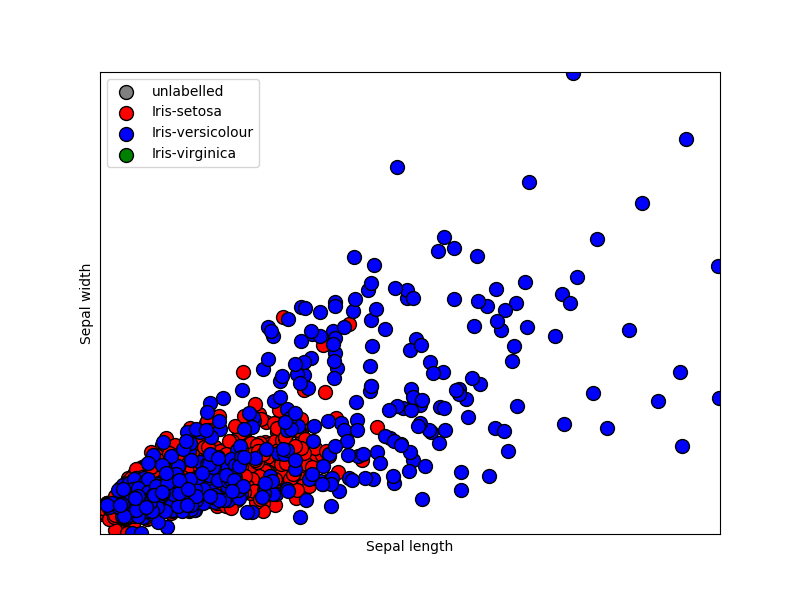 unlabelled
Iris-setosa
Iris-versicolour
Iris-virginica
Sepal width
Sepal length